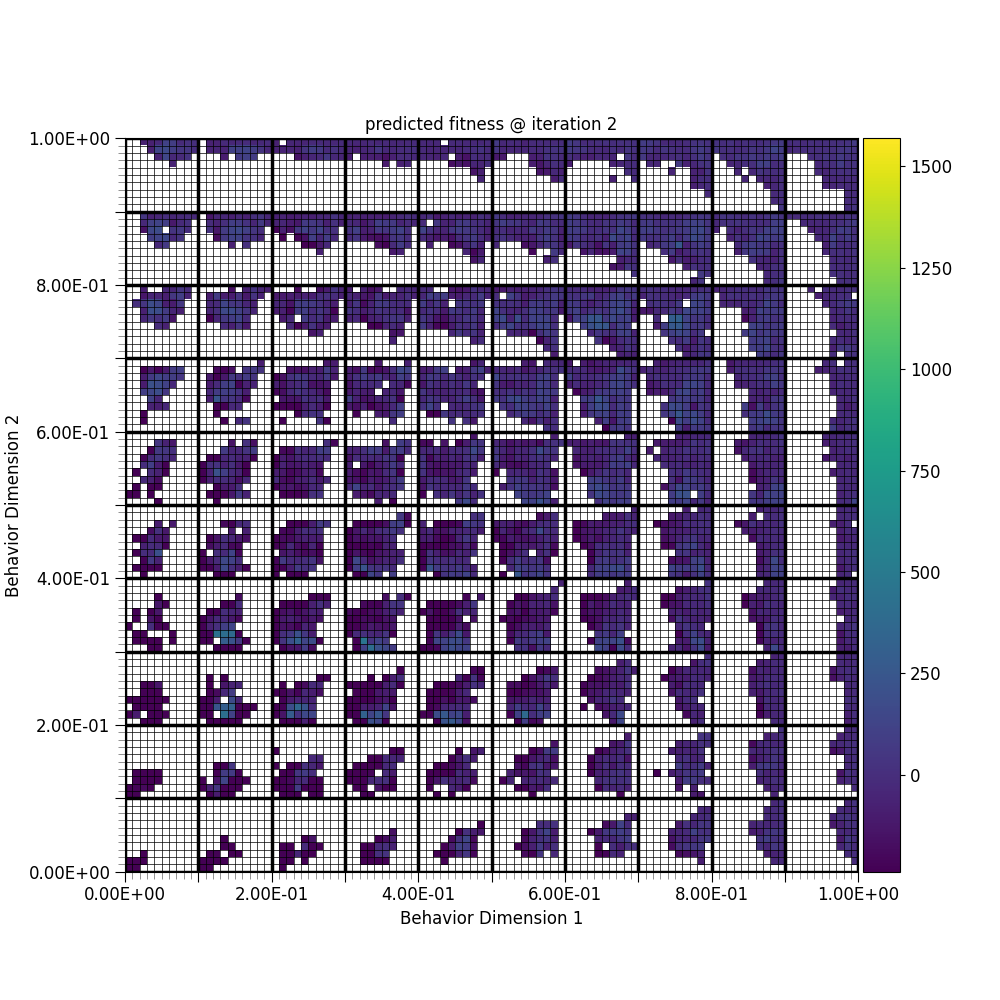 predicted fitness @ iteration 2
1.00E+00
8.00E-01
6.00E-01
4.00E-01
2.00E-01
0.00E+00
Behavior Dimension 2
0.00E+00 2.00E-01 4.00E-01 6.00E-01 8.00E-01 1.00E+00
Behavior Dimension 1
1500
1250
1000
750
500
250
0